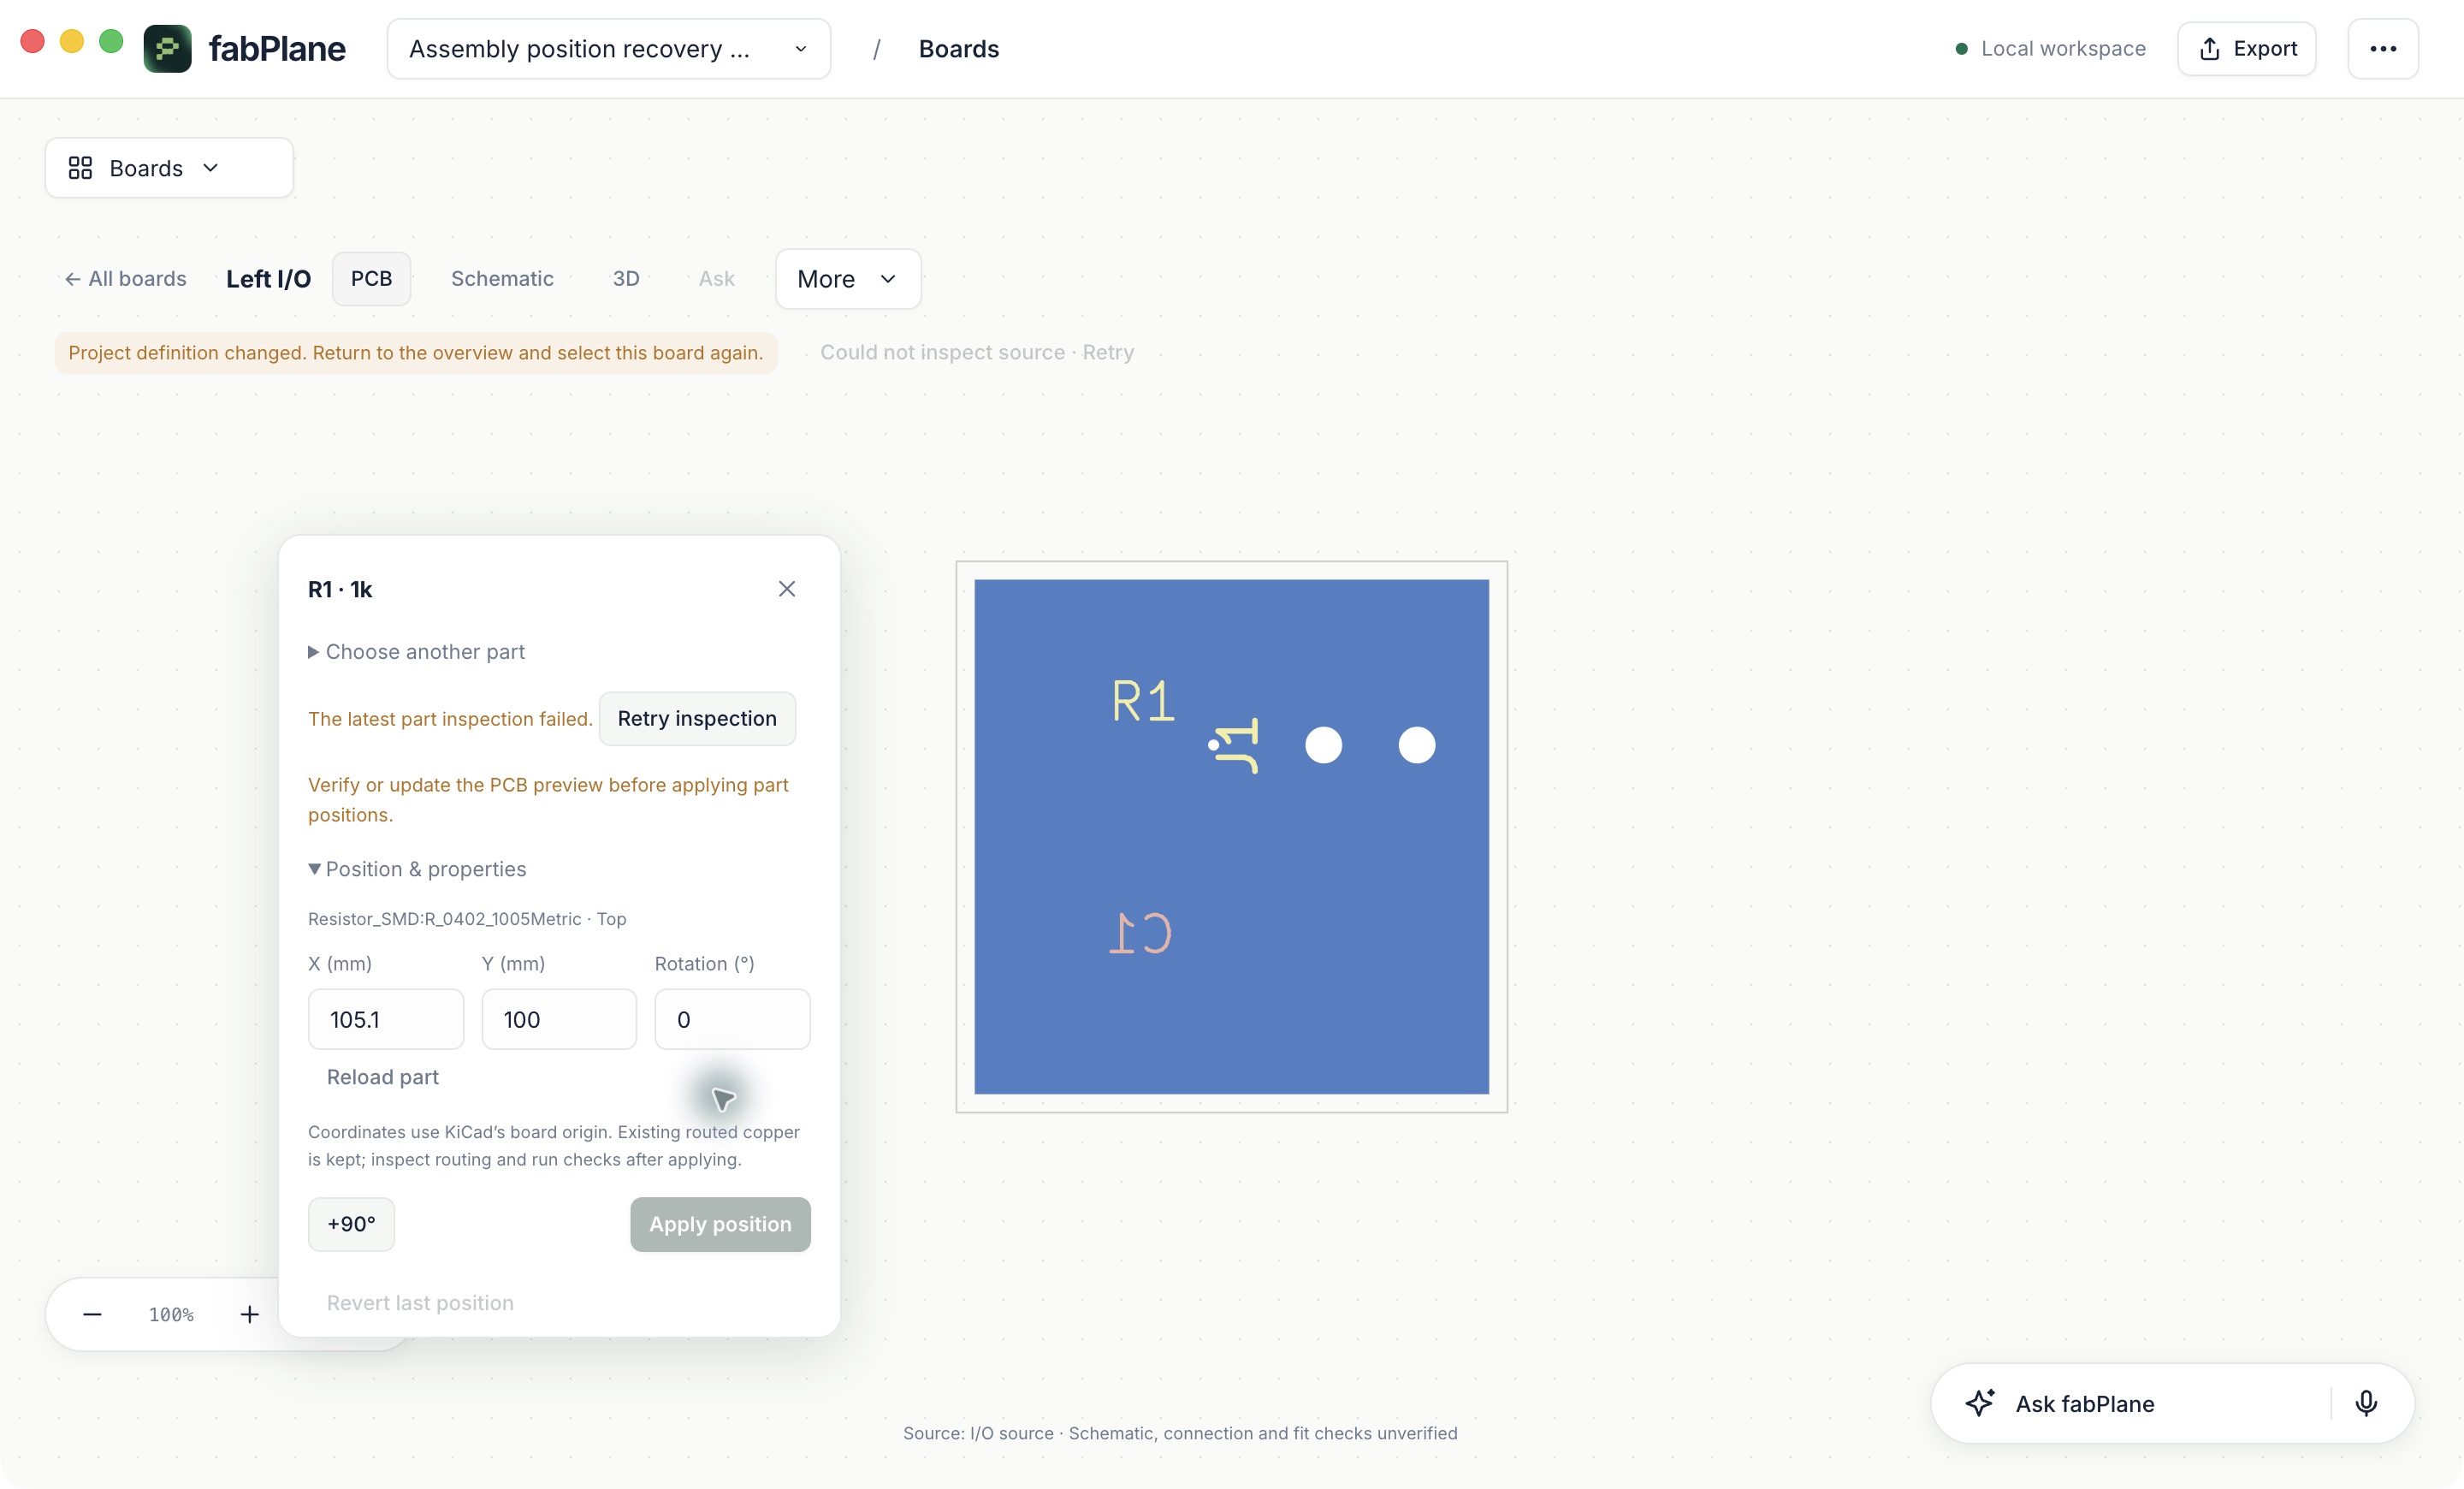 fabPlane
Assembly position recovery ...
/
Boards
Local workspace
Export
Boards
← All boards
Left I/O
PCB
Schematic
3D
Ask
More
Project definition changed. Return to the overview and select this board again.
Could not inspect source · Retry
R1 · 1k
Choose another part
The latest part inspection failed.
Retry inspection
Verify or update the PCB preview before applying part
positions.
Position & properties
Resistor_SMD:R_0402_1005Metric · Top
X (mm)
Y (mm)
Rotation (°)
105.1
100
0
Reload part
Coordinates use KiCad’s board origin. Existing routed copper
is kept; inspect routing and run checks after applying.
+90°
Apply position
Revert last position
100%
R1
J1
C1
Ask fabPlane
Source: I/O source · Schematic, connection and fit checks unverified